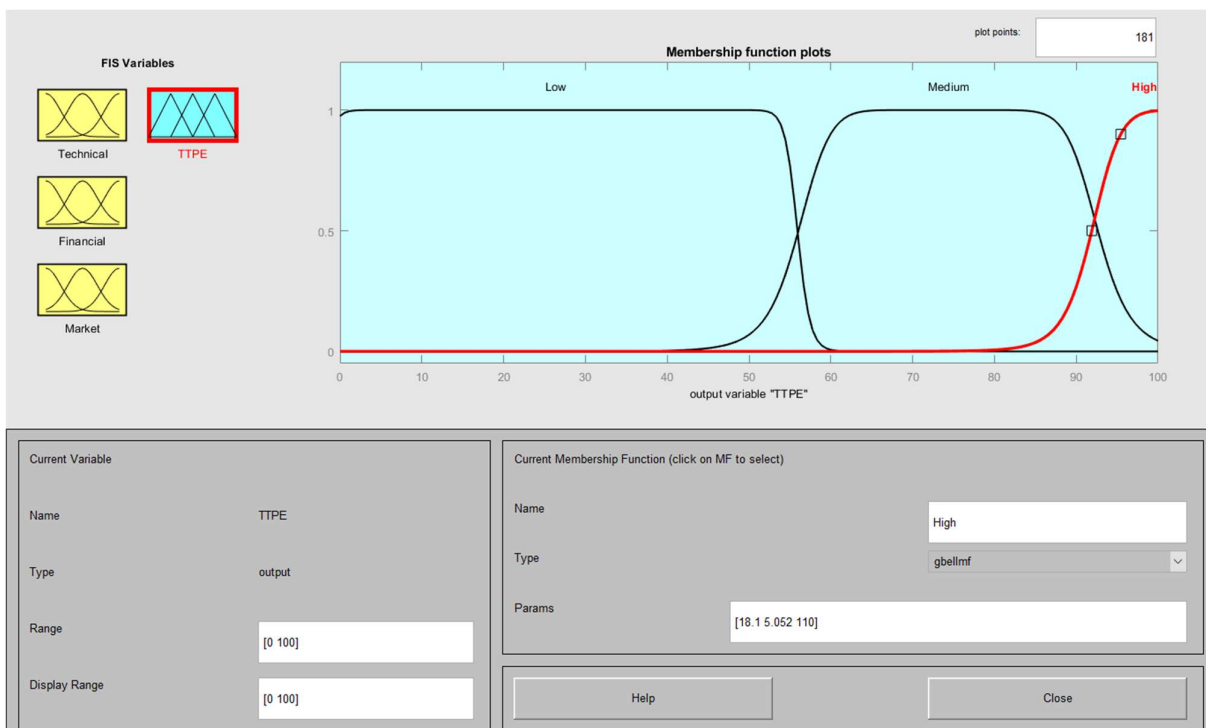 plot points:
181
FIS Variables
Membership function plots
Technical
TTPE
Financial
Market
Low
Medium
High
1
0.5
0
0 10 20 30 40 50 60 70 80 90 100
output variable "TTPE"
Current Variable
Name
TTPE
Type
output
Range
[0 100]
Display Range
[0 100]
Current Membership Function (click on MF to select)
Name
High
Type
gbellmf
Params
[18.1 5.052 110]
Help
Close